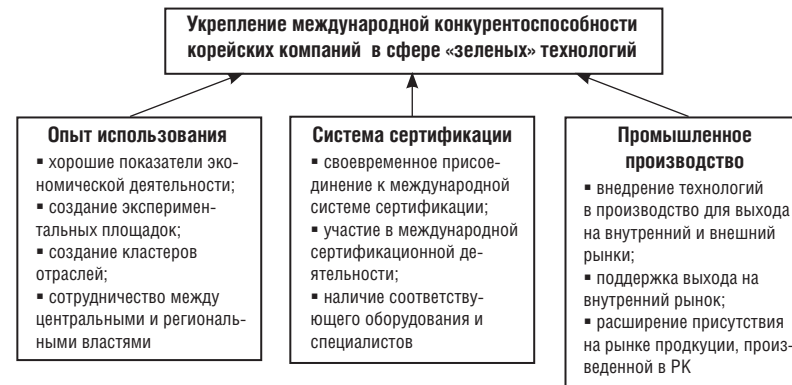 Укрепление международной конкурентоспособности
корейских компаний в сфере «зеленых» технологий
Опыт использования
▪ хорошие показатели эко-
номической деятельности;
▪ создание эксперимен-
тальных площадок;
▪ создание кластеров
отраслей;
▪ сотрудничество между
центральными и региональ-
ными властями
Система сертификации
▪ своевременное присое-
динение к международной
системе сертификации;
▪ участие в международной
сертификационной де-
ятельности;
▪ наличие соответству-
ющего оборудования и
специалистов
Промышленное
производство
▪ внедрение технологий
в производство для выхода
на внутренний и внешний
рынки;
▪ поддержка выхода на
внутренний рынок;
▪ расширение присутствия
на рынке продкуции, произ-
веденной в РК